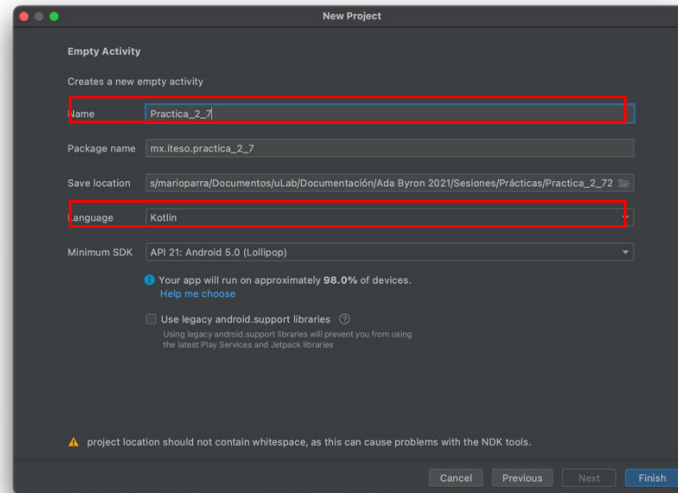 New Project
Empty Activity
Creates a new empty activity
Name Practica_2_7
Package name mx.iteso.practica_2_7
Save location s/marioparra/Documentos/uLab/Documentación/Ada Byron 2021/Sesiones/Prácticas/Practica_2_72
Language Kotlin
Minimum SDK API 21: Android 5.0 (Lollipop)
Your app will run on approximately 98.0% of devices.
Help me choose
Use legacy android.support libraries ?
Using legacy android.support libraries will prevent you from using
the latest Play Services and Jetpack libraries
project location should not contain whitespace, as this can cause problems with the NDK tools.
Cancel Previous Next Finish